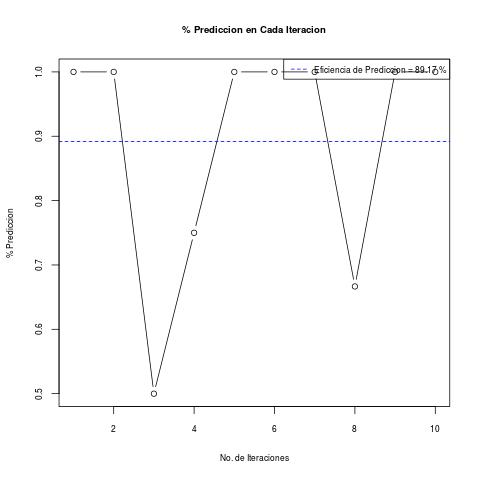 % Prediccion en Cada Iteracion
Eficiencia de Prediccion = 89.17 %
1.0
0.9
0.8
0.7
0.6
0.5
% Prediccion
2
4
6
8
10
No. de Iteraciones